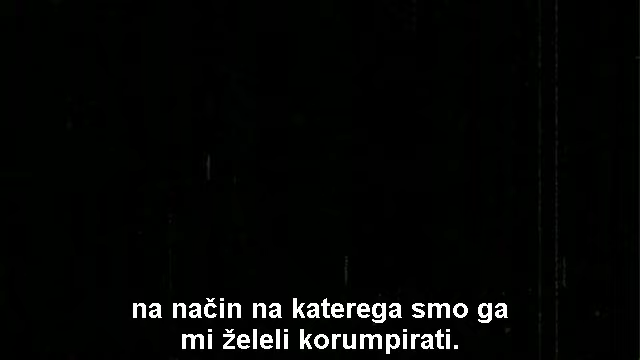 na način na katerega smo ga
mi želeli korumpirati.